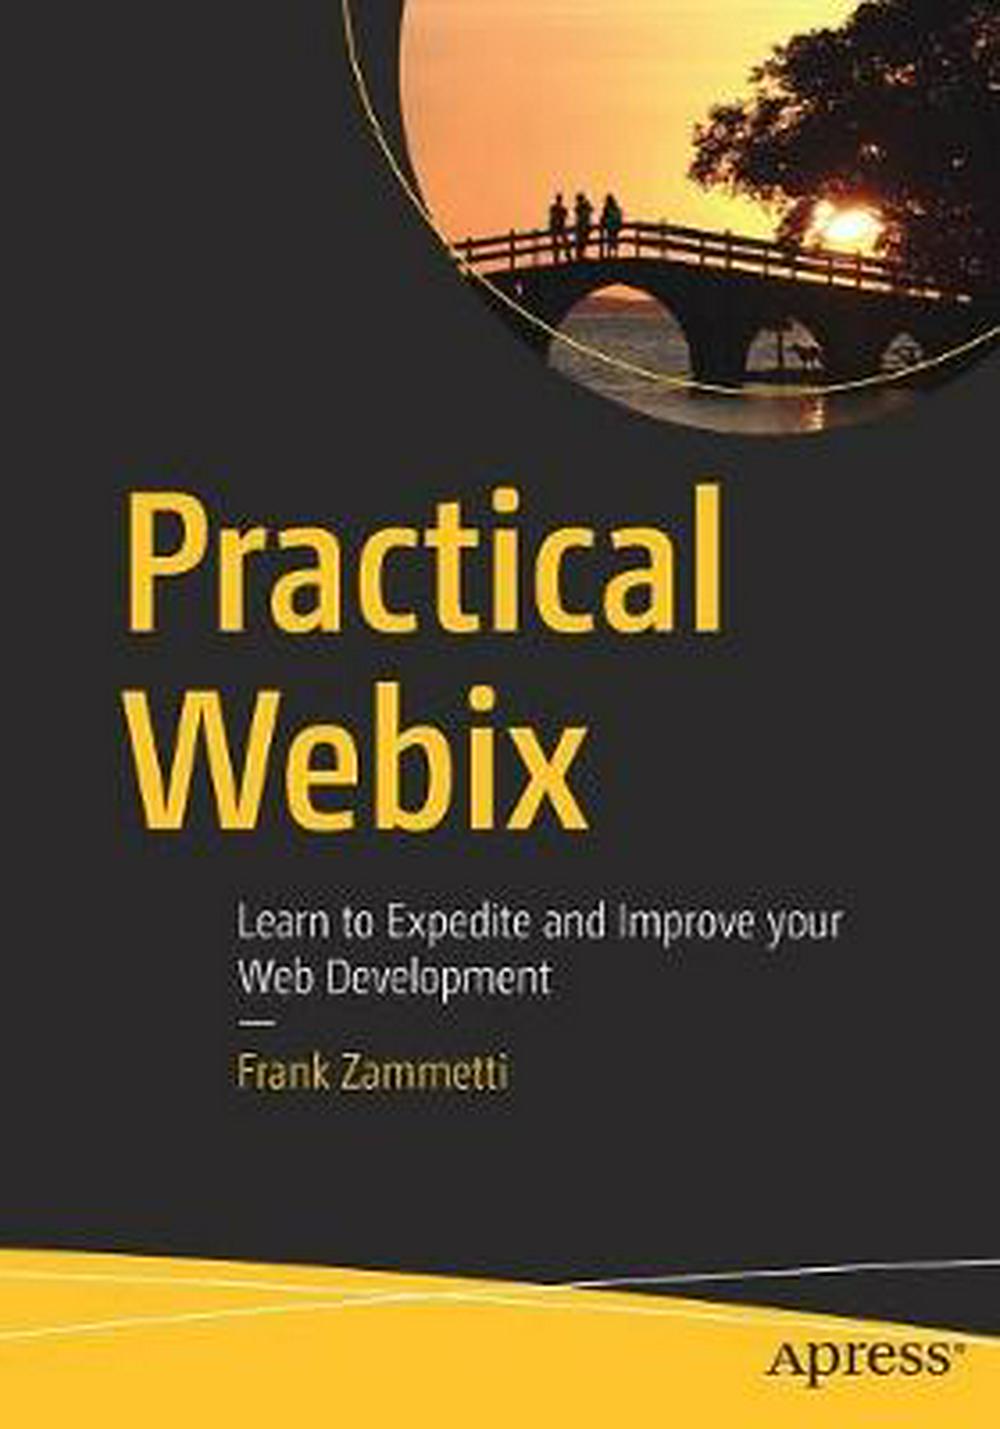 Practical
Webix
Learn to Expedite and Improve your
Web Development
Frank Zammetti
Apress®